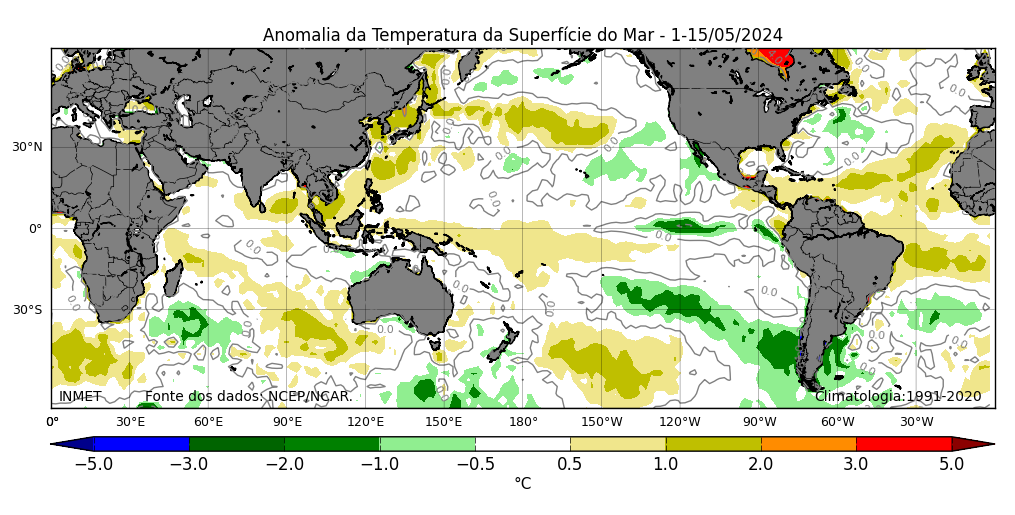 Anomalia da Temperatura da Superfície do Mar - 1-15/05/2024
30°N
0°
30°S
INMET Fonte dos dados: NCEP/NCAR. Climatologia:1991-2020
0° 30°E 60°E 90°E 120°E 150°E 180° 150°W 120°W 90°W 60°W 30°W
−5.0 −3.0 −2.0 −1.0 −0.5 0.5 1.0 2.0 3.0 5.0
°C